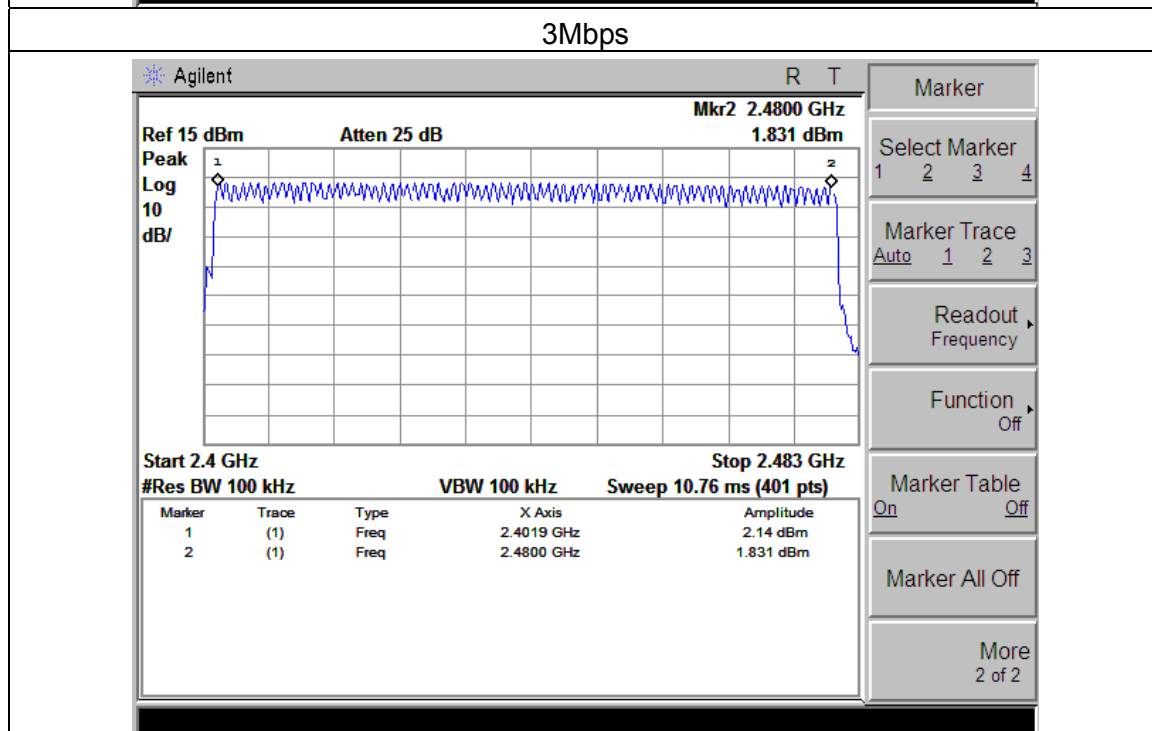 3Mbps
Agilent R T
Mkr2 2.4800 GHz
Ref 15 dBm Atten 25 dB 1.831 dBm
Peak
Log
10
dB/
1
2
Start 2.4 GHz Stop 2.483 GHz
#Res BW 100 kHz VBW 100 kHz Sweep 10.76 ms (401 pts)
Marker Trace Type X Axis Amplitude
1 (1) Freq 2.4019 GHz 2.14 dBm
2 (1) Freq 2.4800 GHz 1.831 dBm
Marker
Select Marker
1 2 3 4
Marker Trace
Auto 1 2 3
Readout
Frequency
Function
Off
Marker Table
On Off
Marker All Off
More
2 of 2